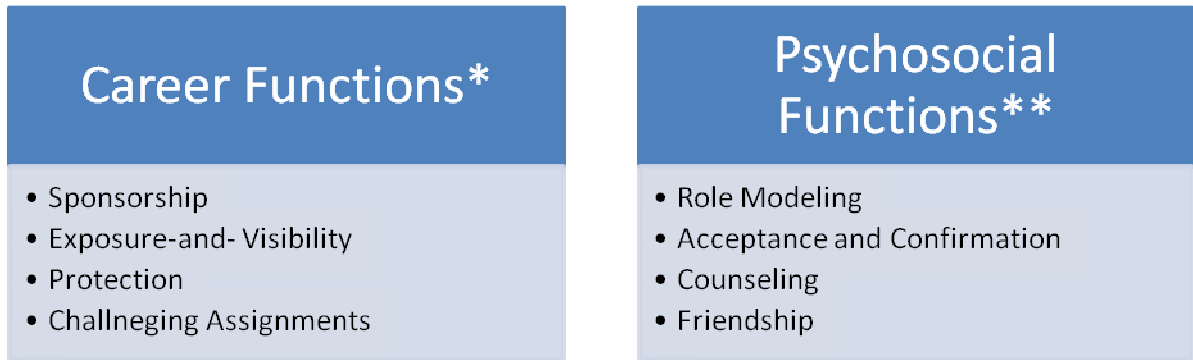 Career Functions*
• Sponsorship
• Exposure-and- Visibility
• Protection
• Challneging Assignments
Psychosocial
Functions**
• Role Modeling
• Acceptance and Confirmation
• Counseling
• Friendship